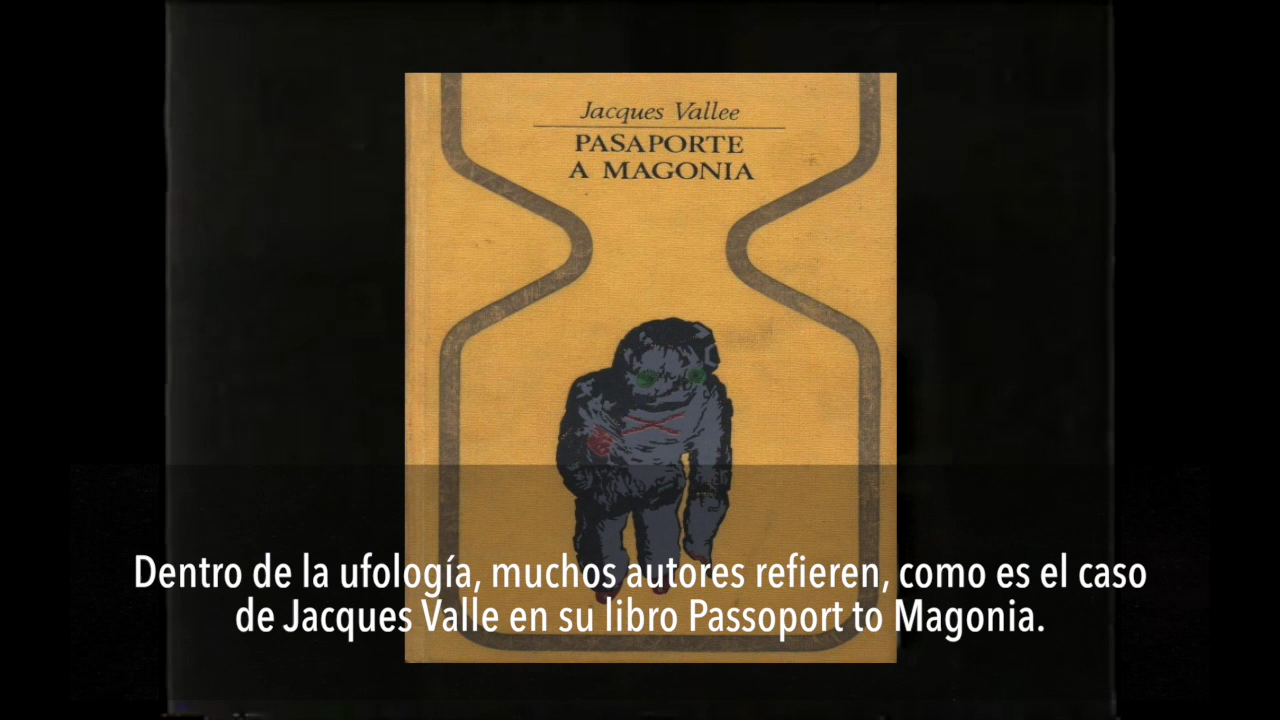 Jacques Vallee
PASAPORTE
A MAGONIA
Dentro de la ufología, muchos autores refieren, como es el caso
de Jacques Valle en su libro Passoport to Magonia.